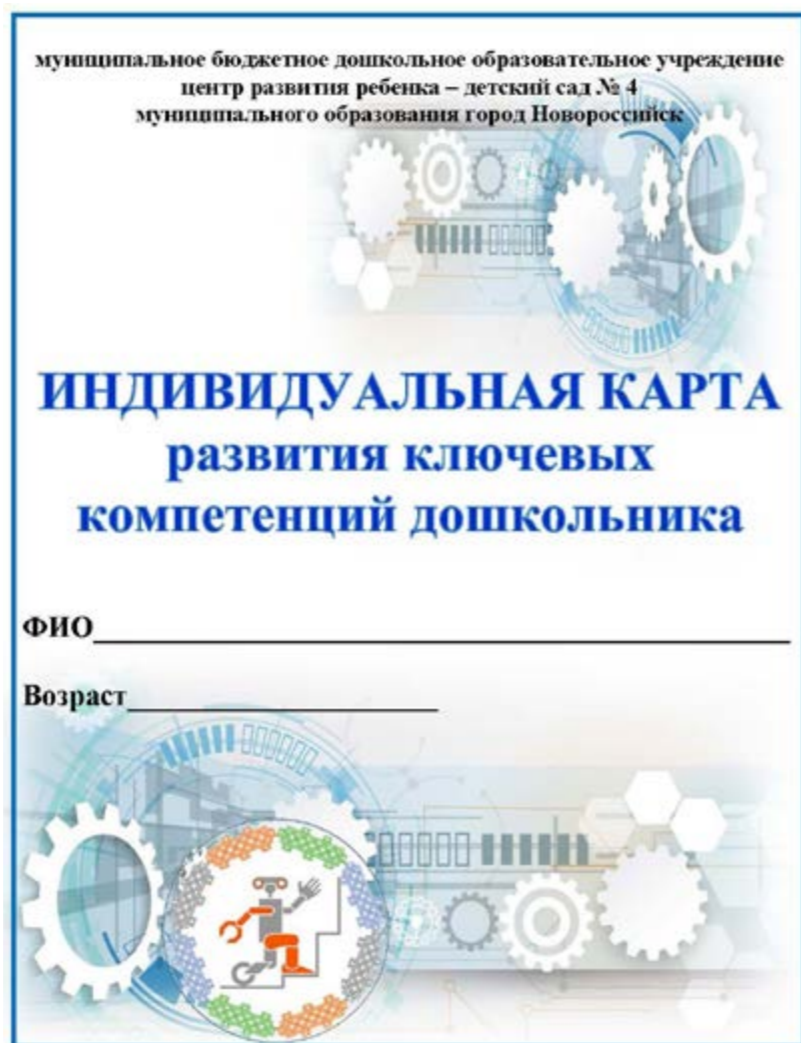 муниципальное бюджетное дошкольное образовательное учреждение
центр развития ребенка – детский сад № 4
муниципального образования город Новороссийск
ИНДИВИДУАЛЬНАЯ КАРТА
развития ключевых
компетенций дошкольника
ФИО
Возраст